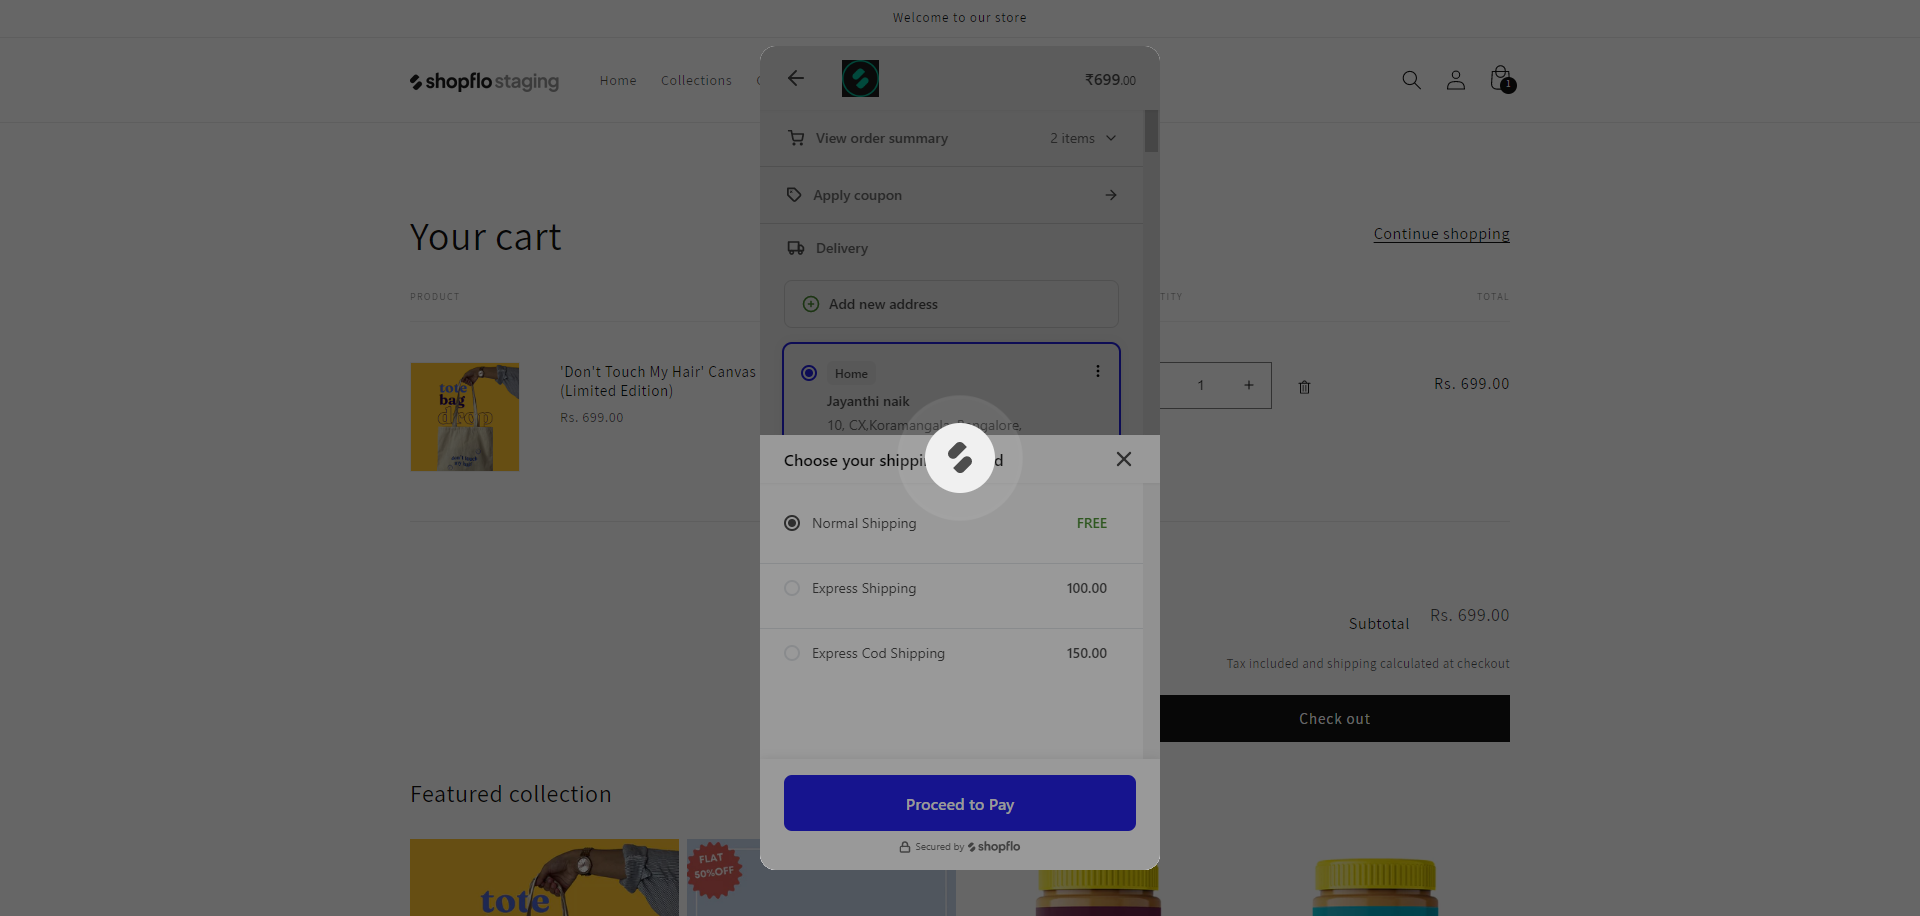 Welcome to our store
shopflo staging
Home
Collections
1
₹699.00
View order summary
2 items
Apply coupon
Delivery
Add new address
Home
Jayanthi naik
10, CX,Koramangala,
Your cart
Continue shopping
PRODUCT
TOTAL
'Don't Touch My Hair' Canvas
(Limited Edition)
Rs. 699.00
tote
bag
drop
1
+
Rs. 699.00
Choose your
Normal Shipping
FREE
Express Shipping
100.00
Express Cod Shipping
150.00
Proceed to Pay
Secured by shopflo
Subtotal
Rs. 699.00
Tax included and shipping calculated at checkout
Check out
Featured collection
tote
FLAT
50%OFF